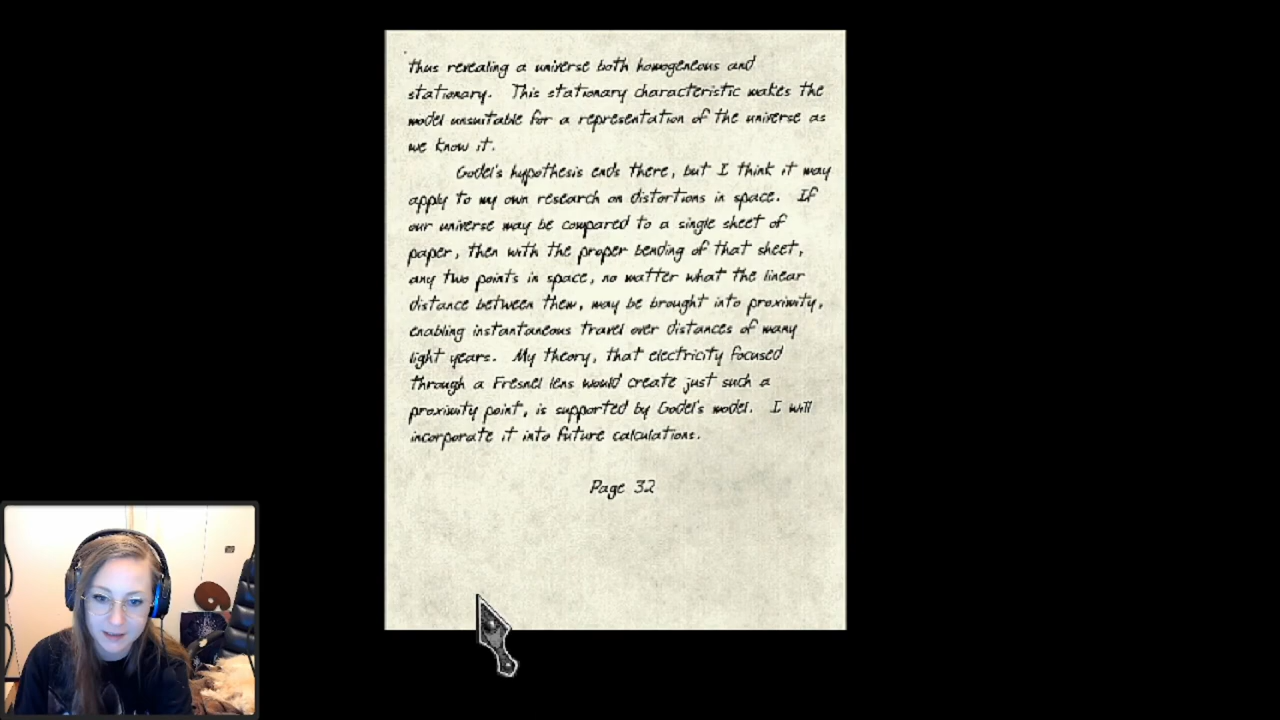 thus revealing a universe both homogeneous and
stationary. This stationary characteristic makes the
model unsuitable for a representation of the universe as
we know it.
Godel's hypothesis ends there, but I think it may
apply to my own research on distortions in space. If
our universe may be compared to a single sheet of
paper, then with the proper bending of that sheet,
any two points in space, no matter what the linear
distance between them, may be brought into proximity,
enabling instantaneous travel over distances of many
light years. My theory, that electricity focused
through a Fresnel lens would create just such a
proximity point, is supported by Godel's model. I will
incorporate it into future calculations.
Page 32